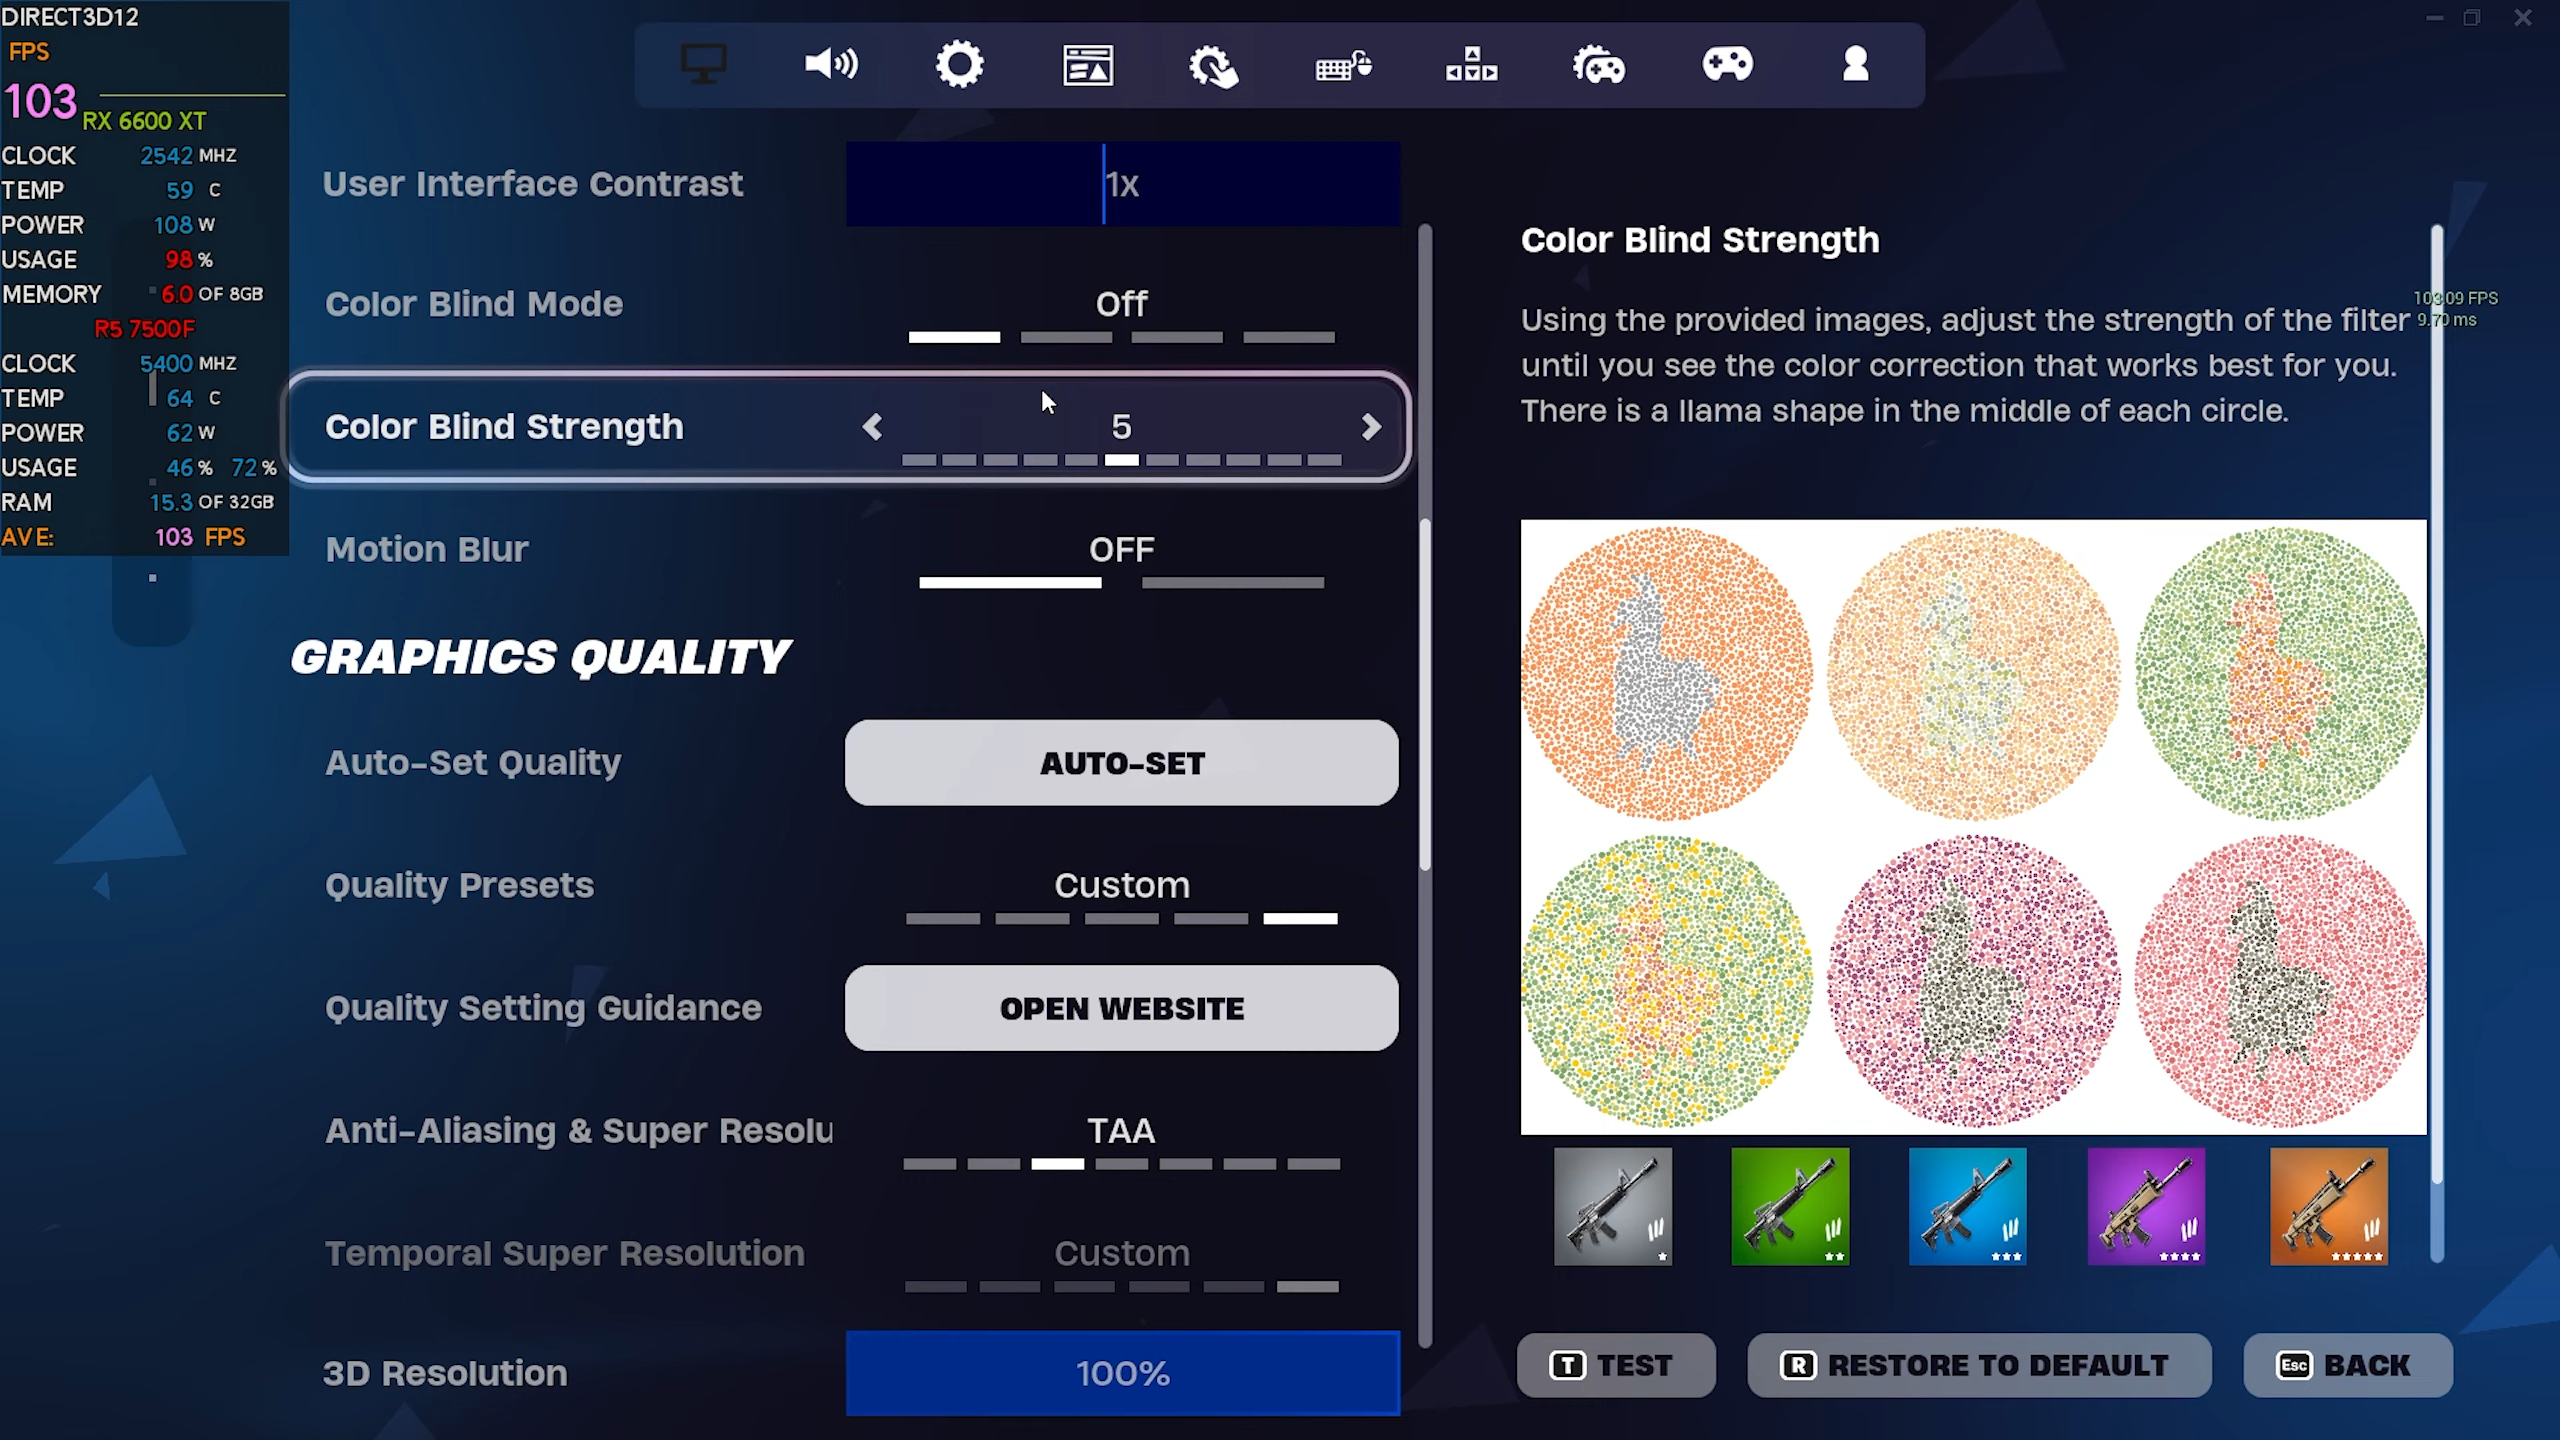 DIRECT3D12
FPS
103
RX 6600 XT
CLOCK 2542 MHZ
TEMP 59 C
POWER 108 W
USAGE 98 %
MEMORY 6.0 OF 8GB
R5 7500F
CLOCK 5400 MHZ
TEMP 64 C
POWER 62 W
USAGE 46 % 72 %
RAM 15.3 OF 32GB
AVE: 103 FPS
User Interface Contrast 1x
Color Blind Mode Off
Color Blind Strength 5
Motion Blur OFF
GRAPHICS QUALITY
Auto-Set Quality AUTO-SET
Quality Presets Custom
Quality Setting Guidance OPEN WEBSITE
Anti-Aliasing & Super Resolu TAA
Temporal Super Resolution Custom
3D Resolution 100%
Color Blind Strength
Using the provided images, adjust the strength of the filter
until you see the color correction that works best for you.
There is a llama shape in the middle of each circle.
103.09 FPS
9.70 ms
T TEST
R RESTORE TO DEFAULT
Esc BACK